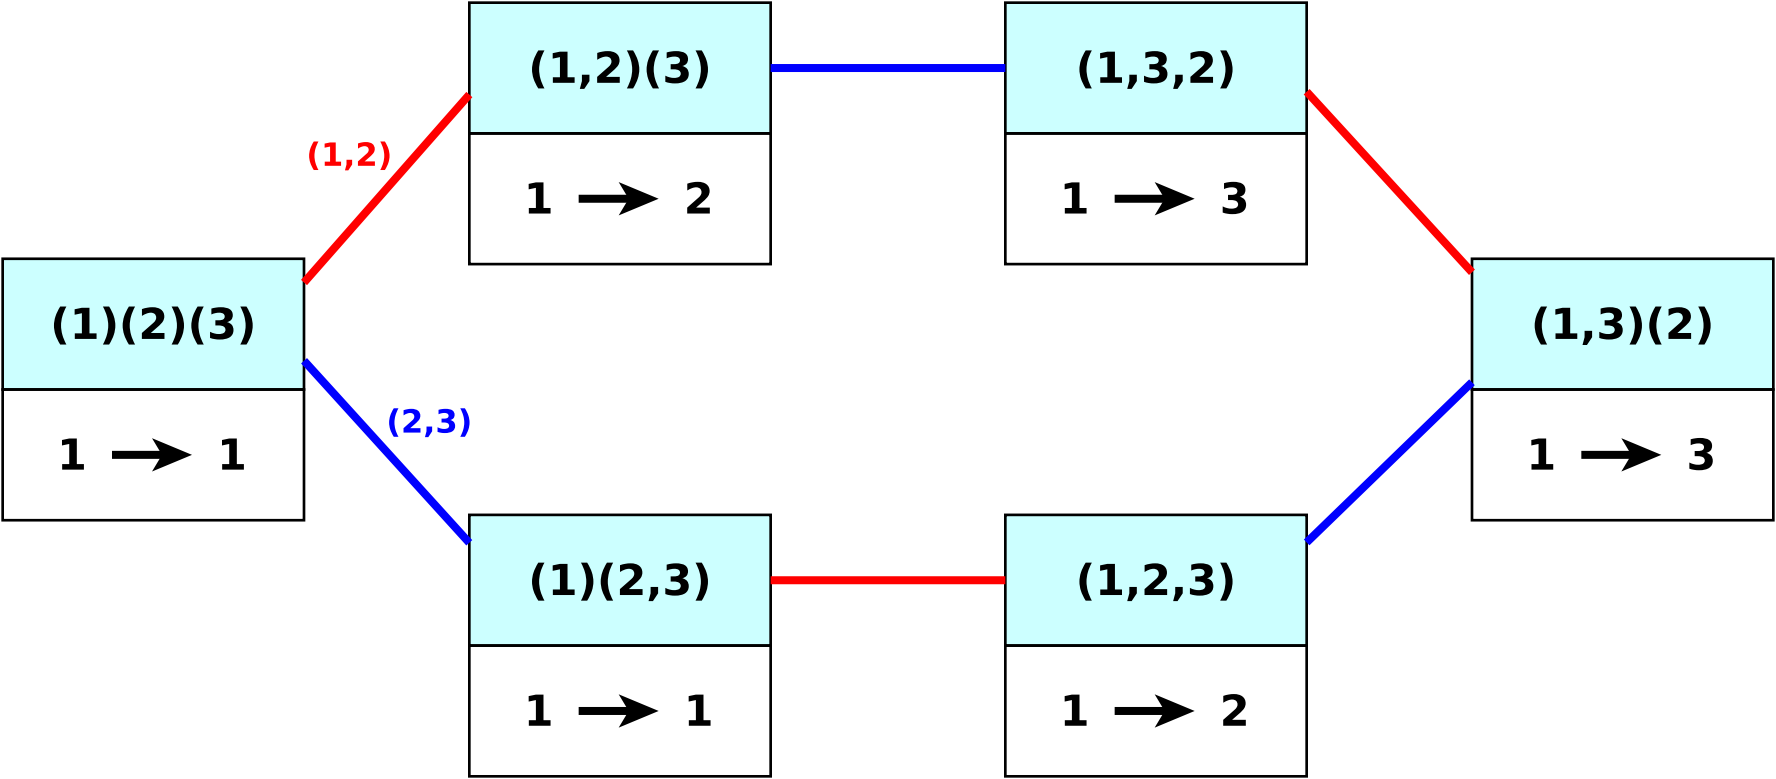 (1,2)(3)
1 → 2
(1,3,2)
1 → 3
(1,2)
(1)(2)(3)
1 → 1
(2,3)
(1,3)(2)
1 → 3
(1)(2,3)
1 → 1
(1,2,3)
1 → 2